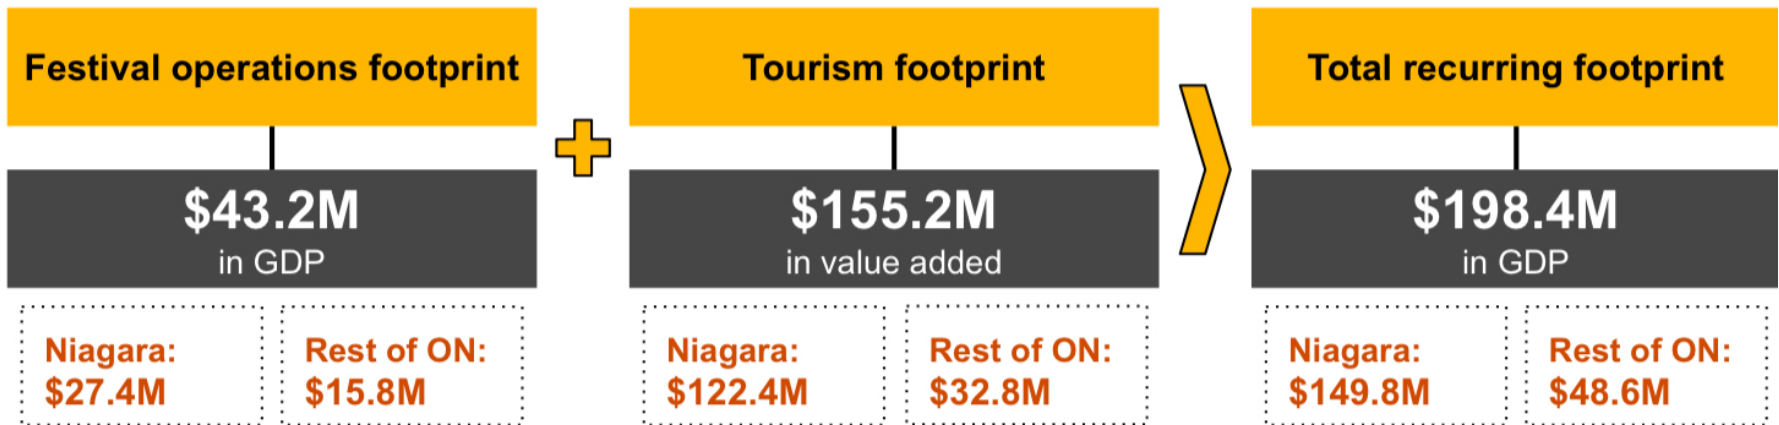 Festival operations footprint
$43.2M
in GDP
Niagara:
$27.4M
Rest of ON:
$15.8M
Tourism footprint
$155.2M
in value added
Niagara:
$122.4M
Rest of ON:
$32.8M
Total recurring footprint
$198.4M
in GDP
Niagara:
$149.8M
Rest of ON:
$48.6M